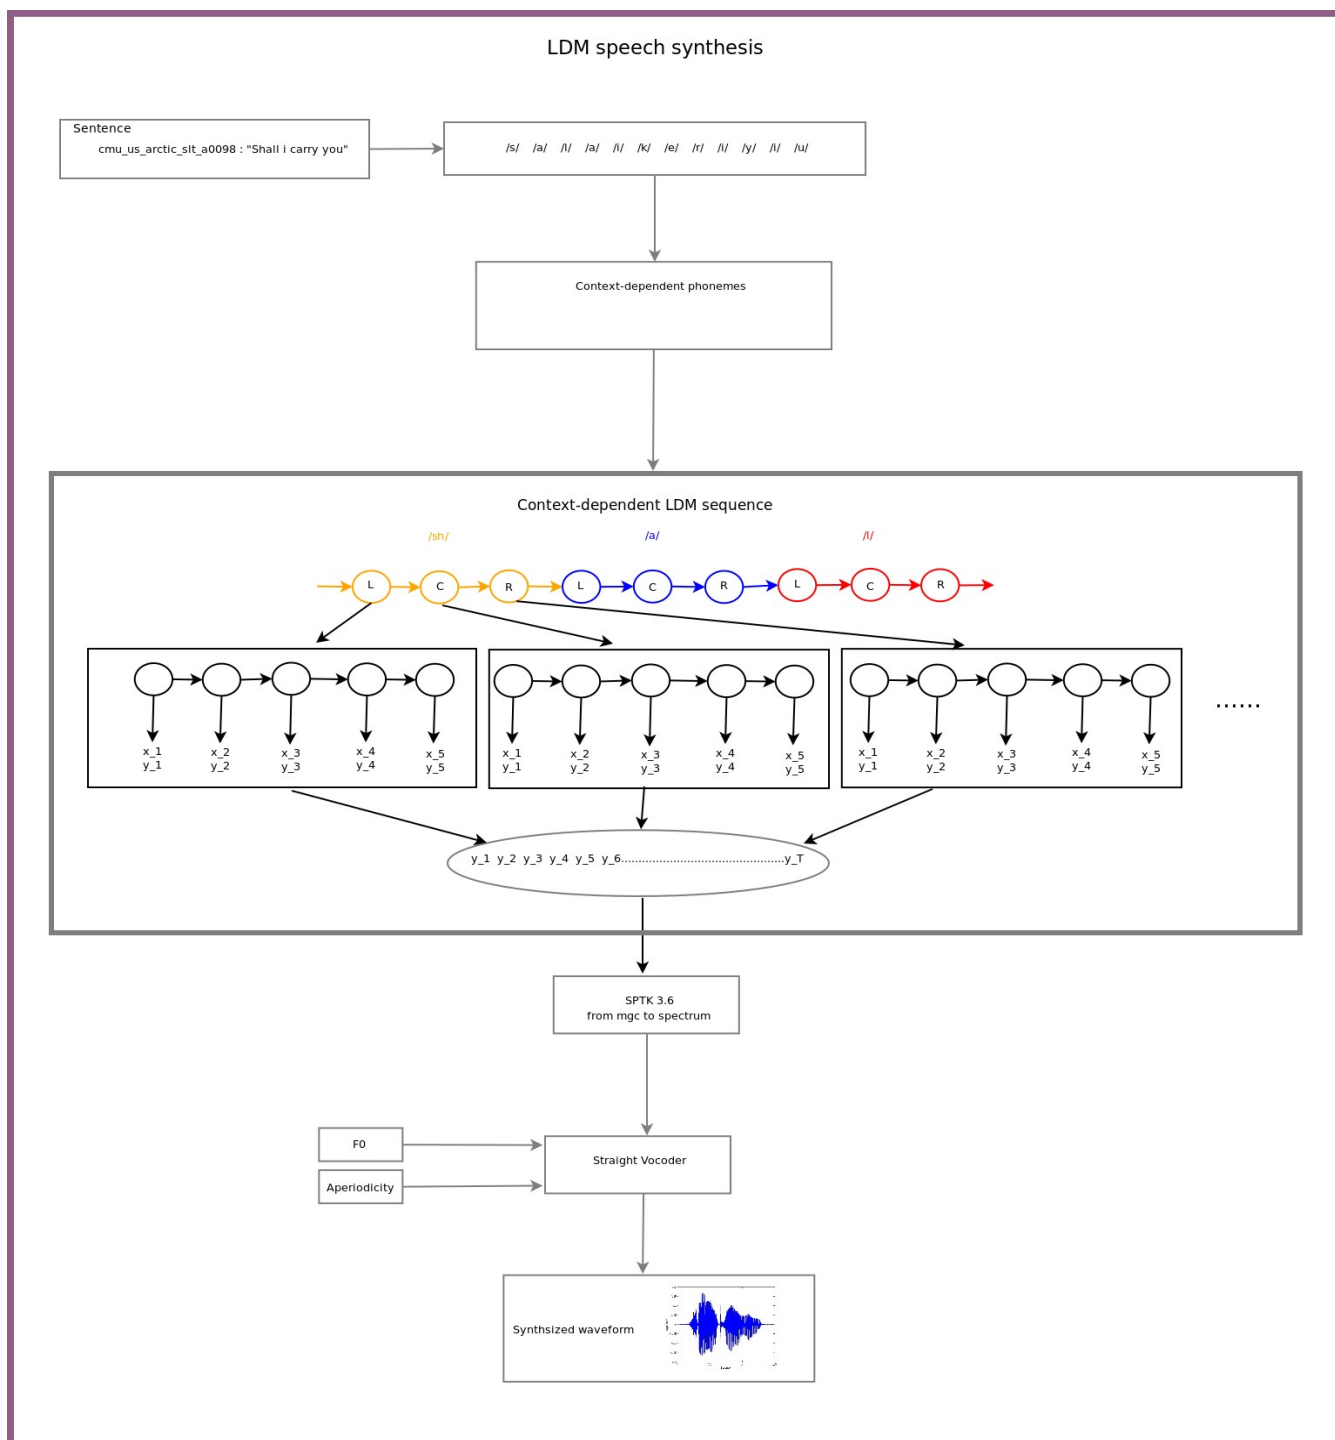 LDM speech synthesis
Sentence
cmu_us_arctic_slt_a0098 : "Shall i carry you"
/s/ /a/ /l/ /a/ /i/ /k/ /e/ /r/ /i/ /y/ /i/ /u/
Context-dependent phonemes
Context-dependent LDM sequence
/sh/ /a/ /l/
L C R L C R L C R
x_1 x_2 x_3 x_4 x_5 x_1 x_2 x_3 x_4 x_5 x_1 x_2 x_3 x_4 x_5
y_1 y_2 y_3 y_4 y_5 y_1 y_2 y_3 y_4 y_5 y_1 y_2 y_3 y_4 y_5
......
y_1 y_2 y_3 y_4 y_5 y_6...............................................y_T
SPTK 3.6
from mgc to spectrum
F0
Straight Vocoder
Aperiodicity
Synthsized waveform